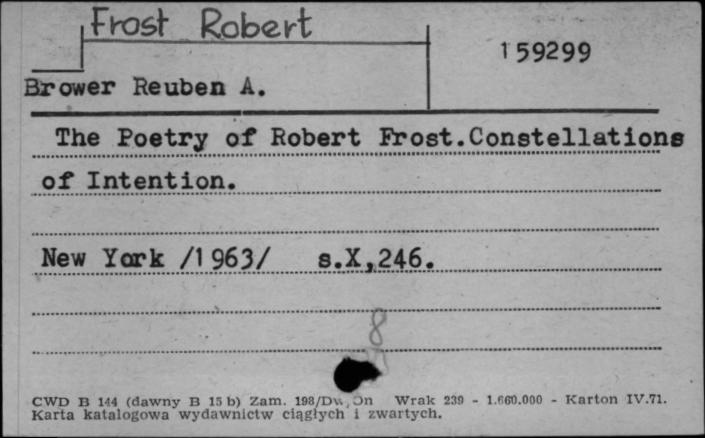 Frost Robert
159299
Brower Reuben A.
The Poetry of Robert Frost.Constellations
of Intention.
New York /1963/ s.X,246.
8
CWD B 144 (dawny B 15 b) Zam. 198/Dw, On Wrak 239 - 1.660.000 - Karton IV.71.
Karta katalogowa wydawnictw ciągłych i zwartych.